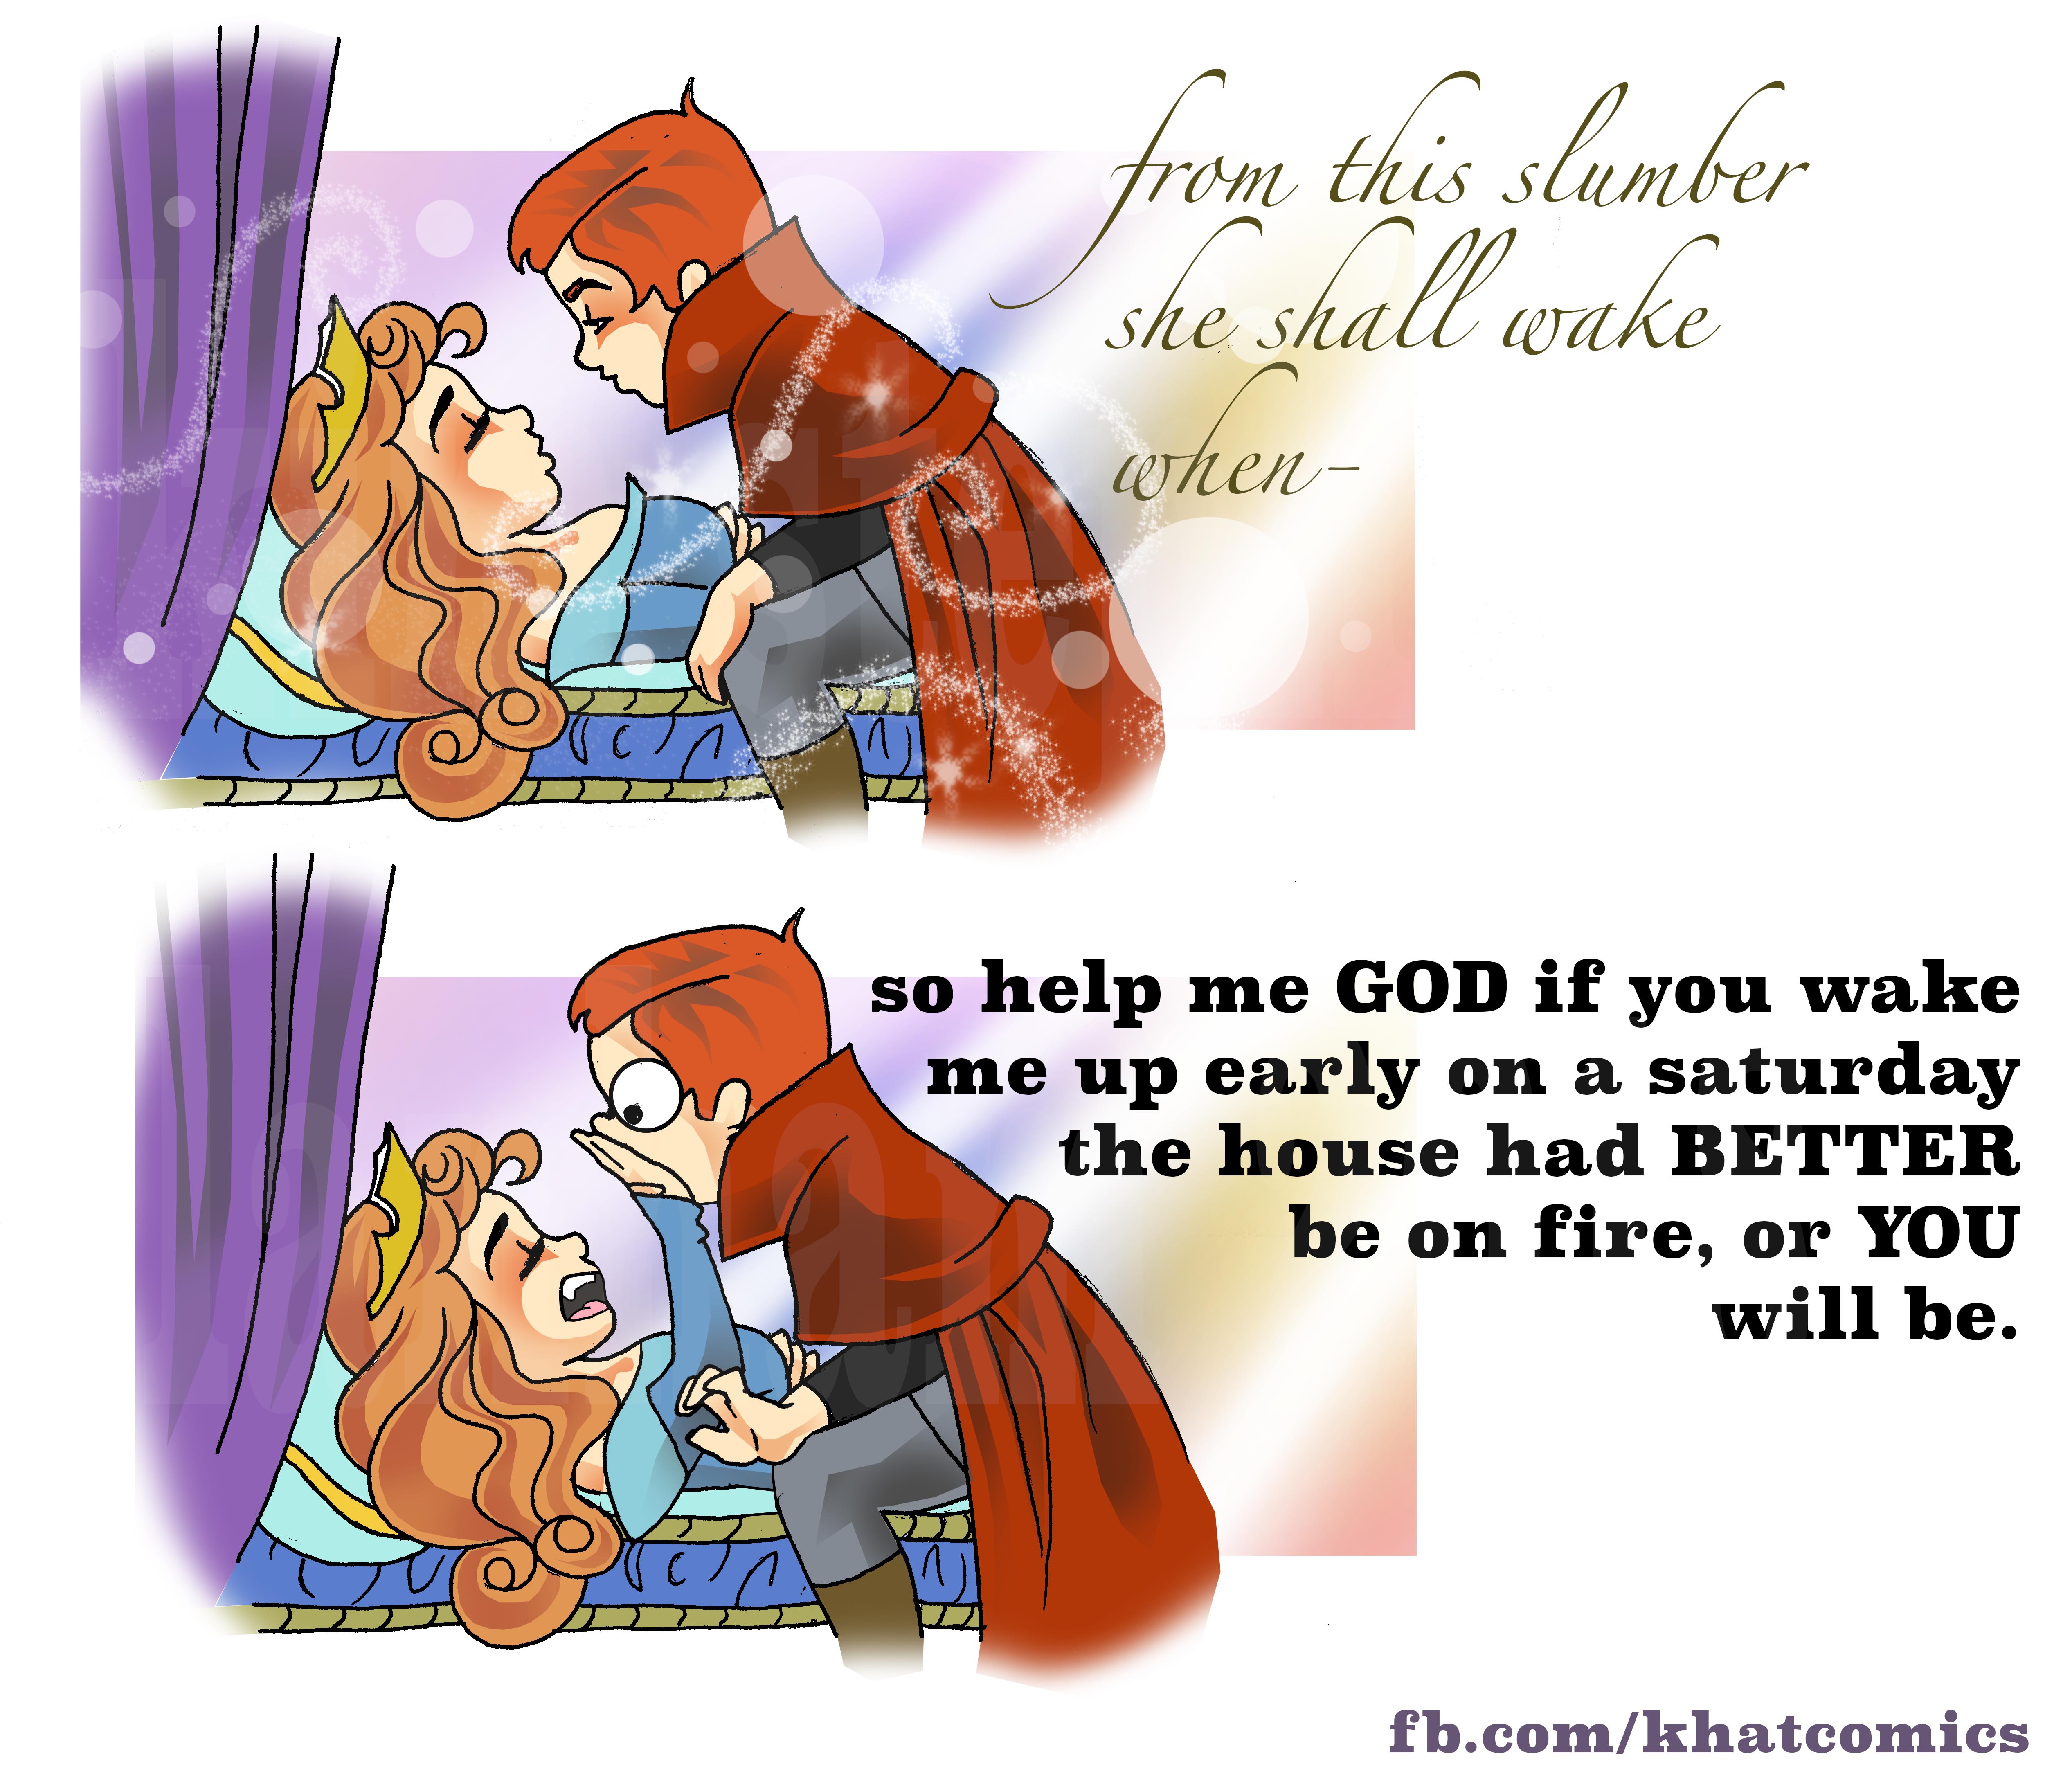 from this slumber
she shall wake
when-
so help me GOD if you wake
me up early on a saturday
the house had BETTER
be on fire, or YOU
will be.
fb.com/khatcomics